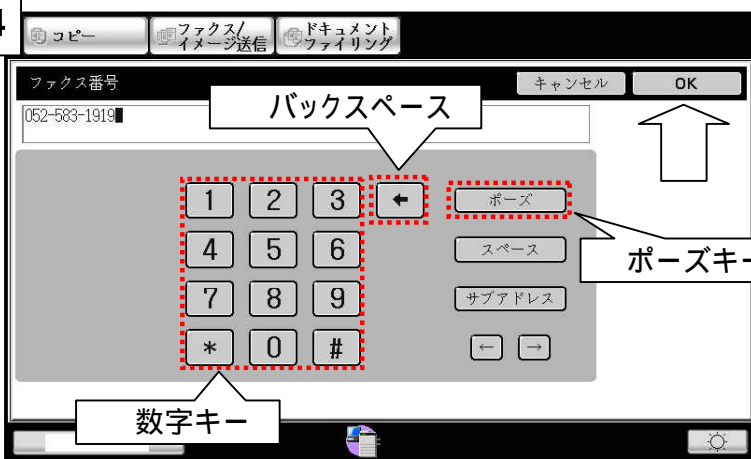 4
コピー
ファクス/
イメージ送信
ドキュメント
ファイリング
ファクス番号
キャンセル
OK
052-583-1919
バックスペース
1 2 3 ← ポーズ
4 5 6 スペース
ポーズキー
7 8 9 サブアドレス
* 0 # ← →
数字キー